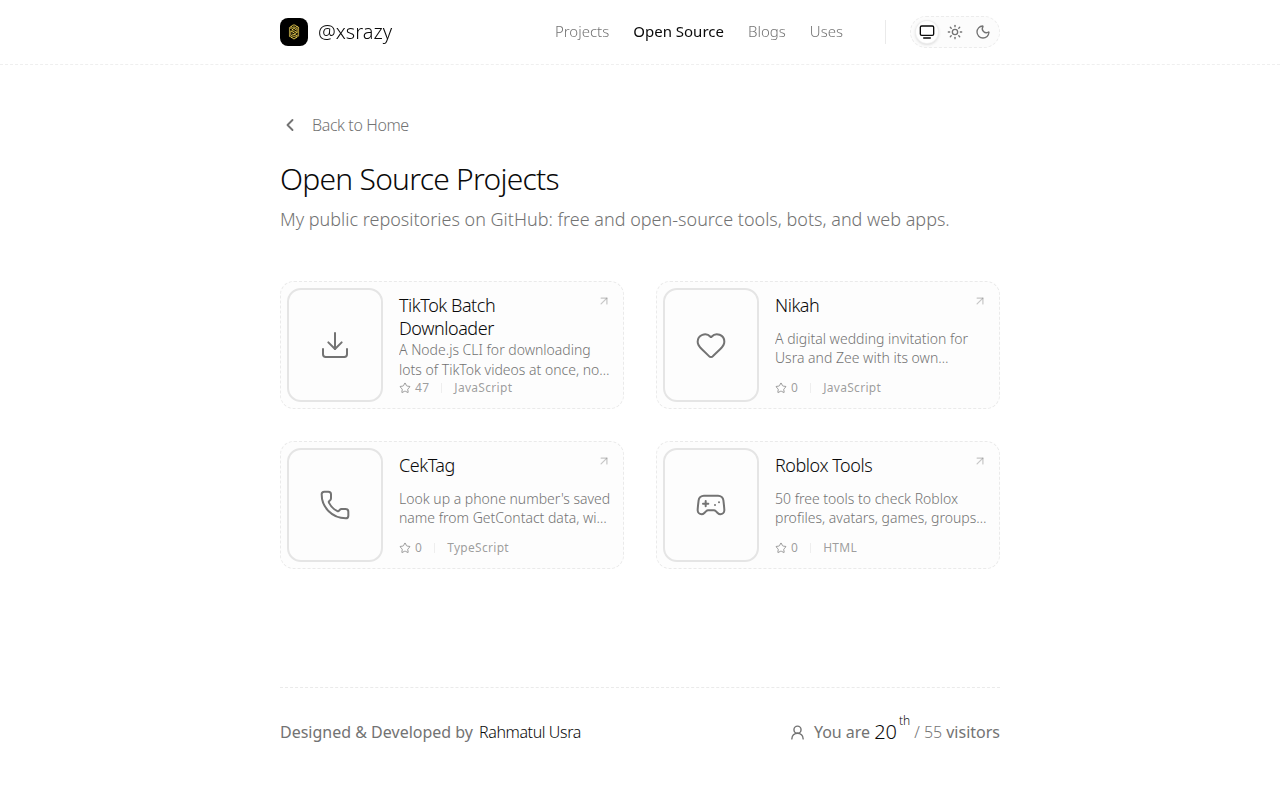 @xsrazy
Projects
Open Source
Blogs
Uses
Back to Home
Open Source Projects
My public repositories on GitHub: free and open-source tools, bots, and web apps.
TikTok Batch
Downloader
A Node.js CLI for downloading
lots of TikTok videos at once, no...
47
JavaScript
Nikah
A digital wedding invitation for
Usra and Zee with its own...
0
JavaScript
CekTag
Look up a phone number's saved
name from GetContact data, wi...
0
TypeScript
Roblox Tools
50 free tools to check Roblox
profiles, avatars, games, groups...
0
HTML
Designed & Developed by Rahmatul Usra
You are 20th / 55 visitors